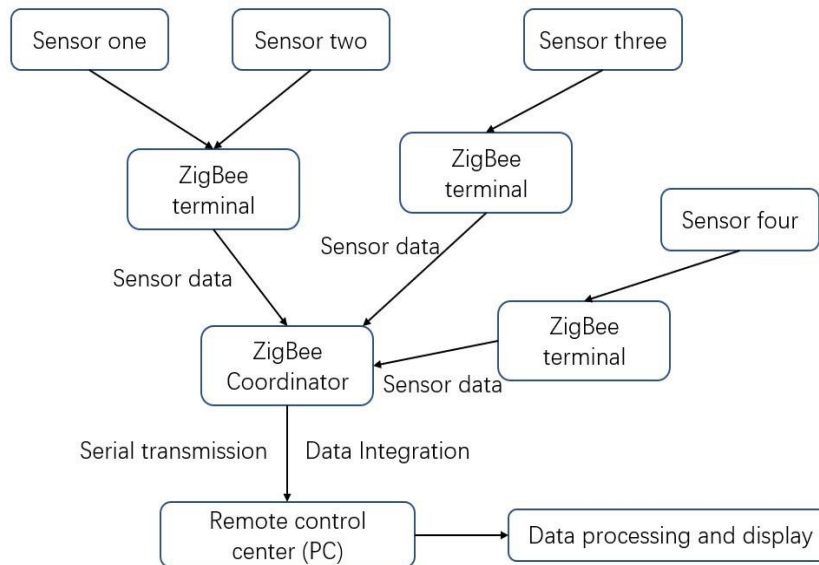 Sensor one
Sensor two
Sensor three
ZigBee
terminal
ZigBee
terminal
Sensor four
Sensor data
Sensor data
ZigBee
terminal
ZigBee
Coordinator
Sensor data
Serial transmission
Data Integration
Remote control
center (PC)
Data processing and display